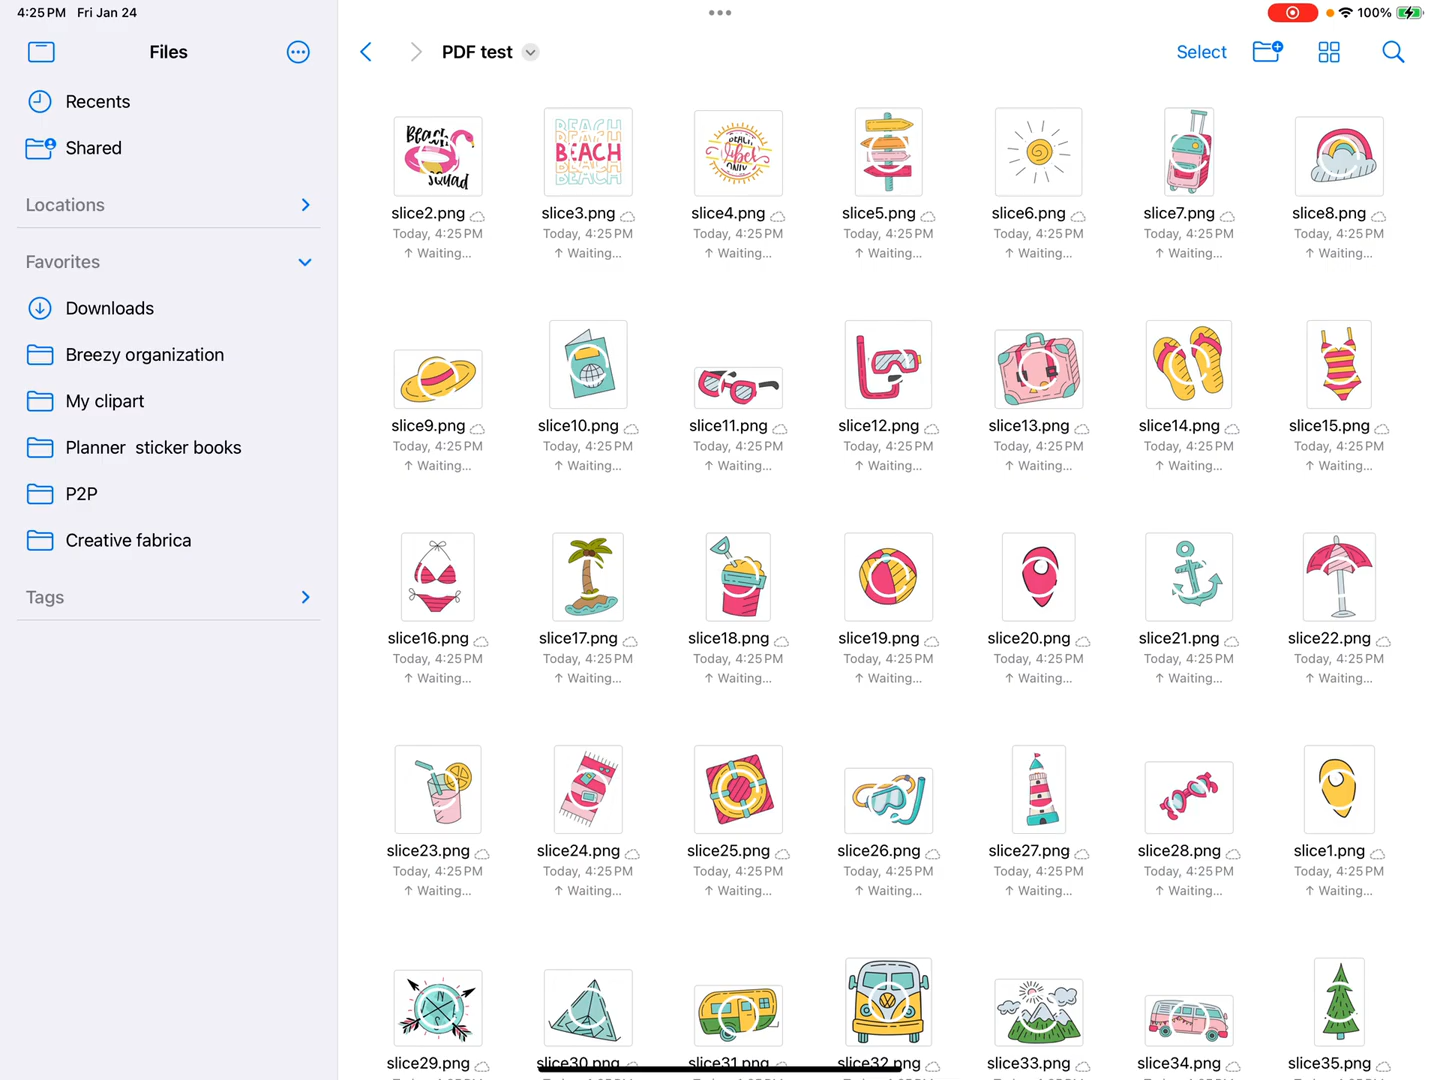 4:25 PM Fri Jan 24
100%
Files
PDF test
Select
Recents
Shared
Locations
Favorites
Downloads
Breezy organization
My clipart
Planner sticker books
P2P
Creative fabrica
Tags
Beach
squad
BEACH
BEACH
BEACH
BEACH
BEACH
BEACH
Vibes
ONLY
slice2.png slice3.png slice4.png slice5.png slice6.png slice7.png slice8.png
Today, 4:25 PM Today, 4:25 PM Today, 4:25 PM Today, 4:25 PM Today, 4:25 PM Today, 4:25 PM Today, 4:25 PM
↑ Waiting... ↑ Waiting... ↑ Waiting... ↑ Waiting... ↑ Waiting... ↑ Waiting... ↑ Waiting...
slice9.png slice10.png slice11.png slice12.png slice13.png slice14.png slice15.png
Today, 4:25 PM Today, 4:25 PM Today, 4:25 PM Today, 4:25 PM Today, 4:25 PM Today, 4:25 PM Today, 4:25 PM
↑ Waiting... ↑ Waiting... ↑ Waiting... ↑ Waiting... ↑ Waiting... ↑ Waiting... ↑ Waiting...
slice16.png slice17.png slice18.png slice19.png slice20.png slice21.png slice22.png
Today, 4:25 PM Today, 4:25 PM Today, 4:25 PM Today, 4:25 PM Today, 4:25 PM Today, 4:25 PM Today, 4:25 PM
↑ Waiting... ↑ Waiting... ↑ Waiting... ↑ Waiting... ↑ Waiting... ↑ Waiting... ↑ Waiting...
slice23.png slice24.png slice25.png slice26.png slice27.png slice28.png slice1.png
Today, 4:25 PM Today, 4:25 PM Today, 4:25 PM Today, 4:25 PM Today, 4:25 PM Today, 4:25 PM Today, 4:25 PM
↑ Waiting... ↑ Waiting... ↑ Waiting... ↑ Waiting... ↑ Waiting... ↑ Waiting... ↑ Waiting...
slice29.png slice30.png slice31.png slice32.png slice33.png slice34.png slice35.png